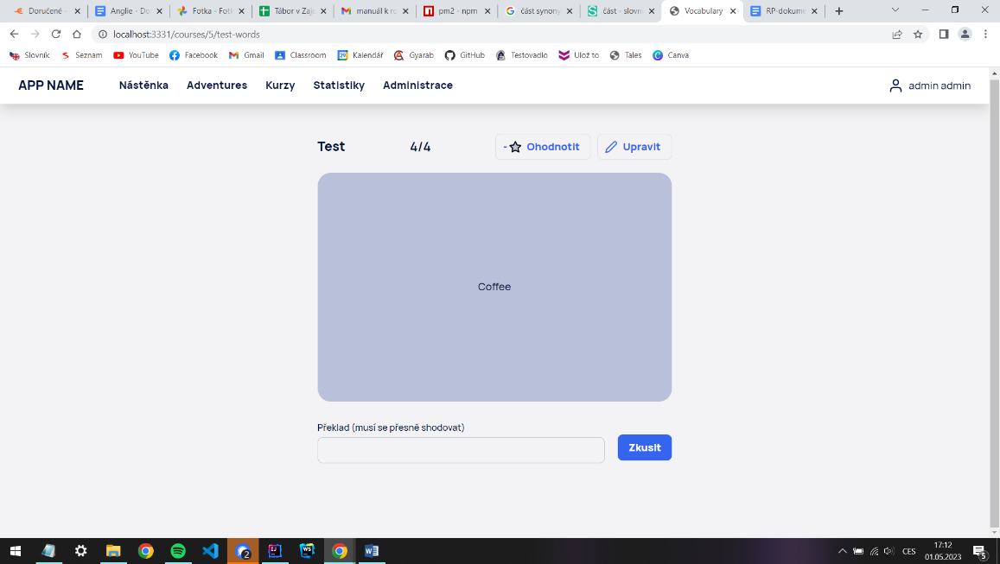 Doručené -
Anglie - Do
Fotka - Fotk
Tábor v Zaje
manuál k ro
pm2 - npm
část synony
část - slovní
Vocabulary
RP-dokume
localhost:3331/courses/5/test-words
Slovník Seznam YouTube Facebook Gmail Classroom Kalendář Gyarab GitHub Testovadlo Ulož to Tales Canva
APP NAME Nástěnka Adventures Kurzy Statistiky Administrace admin admin
Test 4/4 - Ohodnotit Upravit
Coffee
Překlad (musí se přesně shodovat)
Zkusit
CES
17:12
01.05.2023